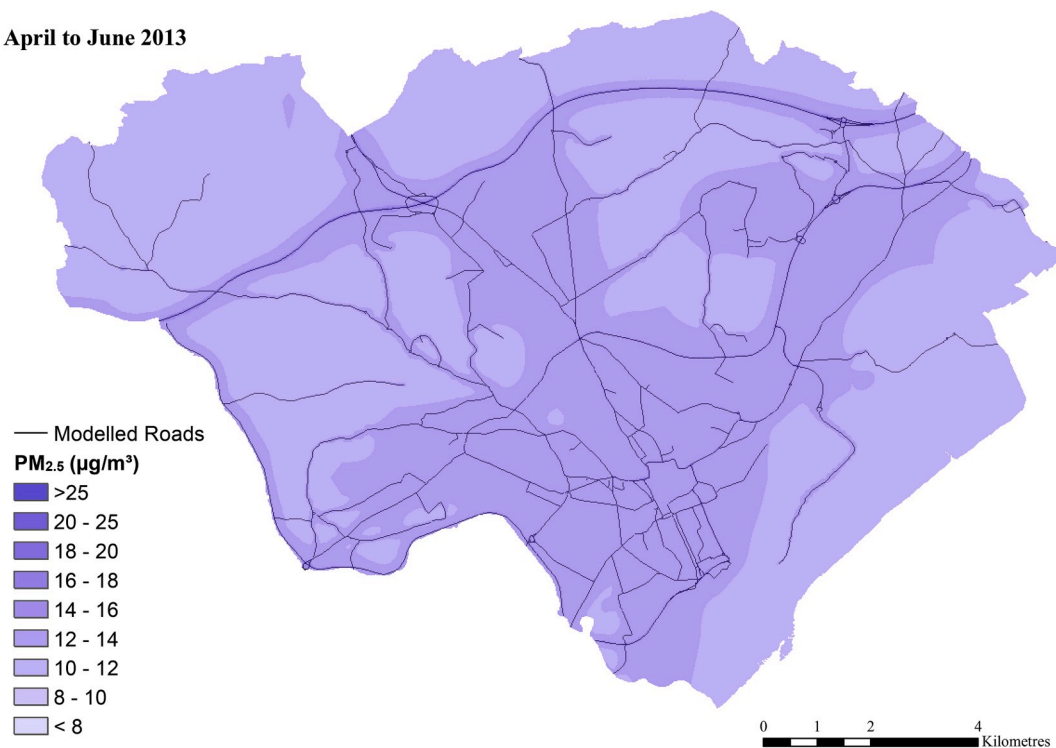 April to June 2013
Modelled Roads
PM₂.₅ (µg/m³)
>25
20 - 25
18 - 20
16 - 18
14 - 16
12 - 14
10 - 12
8 - 10
< 8
0 1 2 4
Kilometres